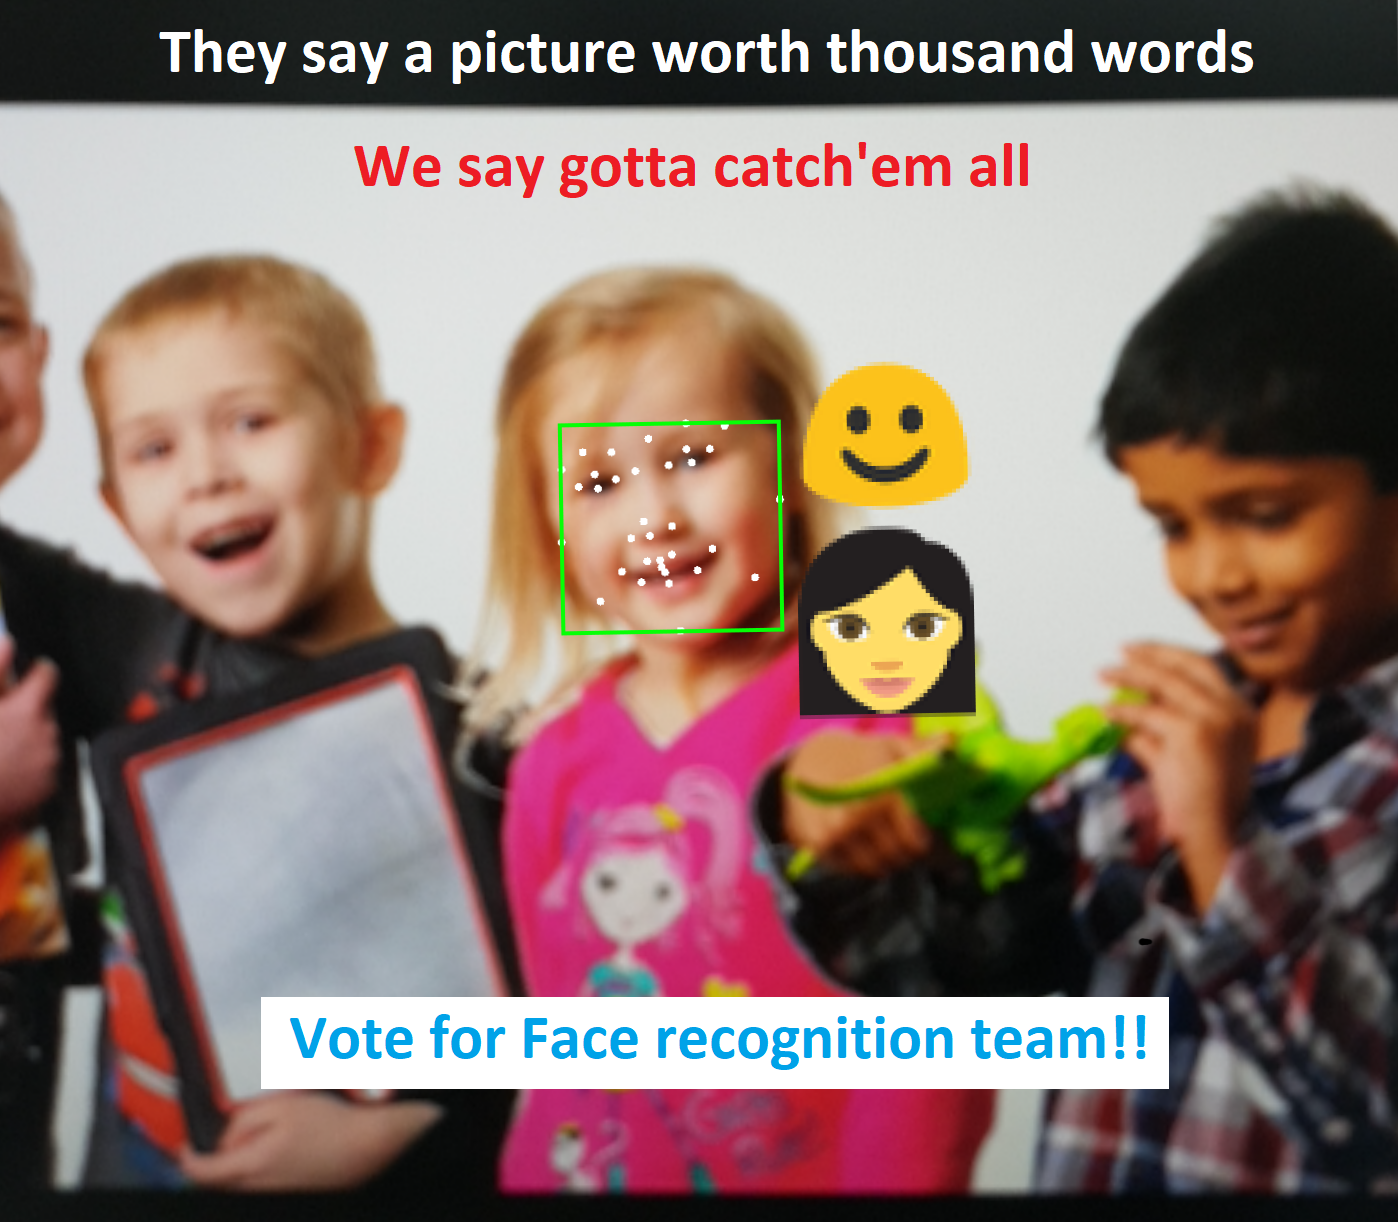 They say a picture worth thousand words
We say gotta catch'em all
Vote for Face recognition team!!